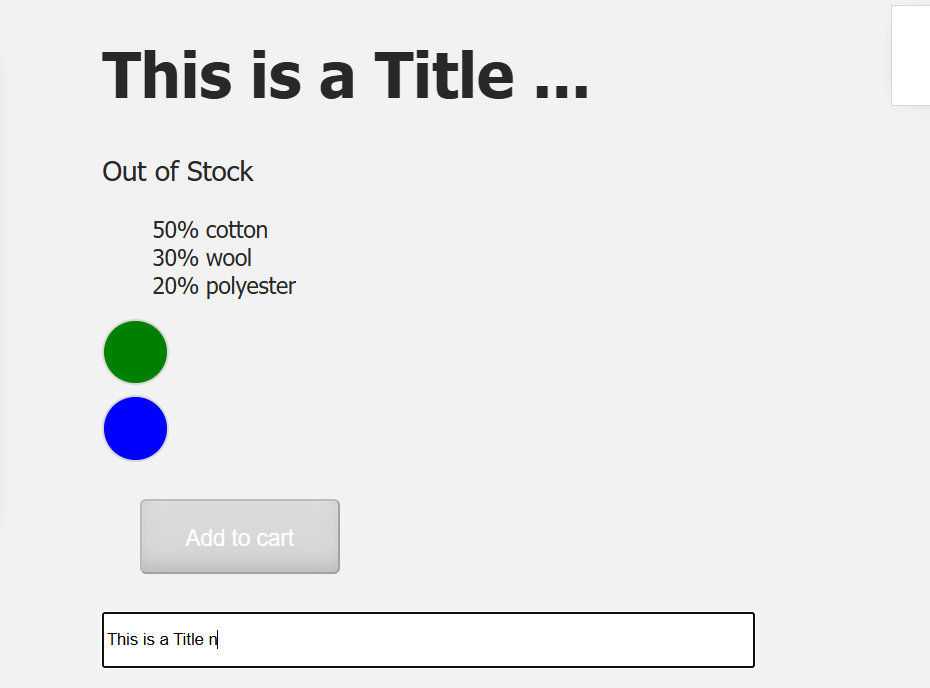 This is a Title ...
Out of Stock
50% cotton
30% wool
20% polyester
Add to cart
This is a Title n